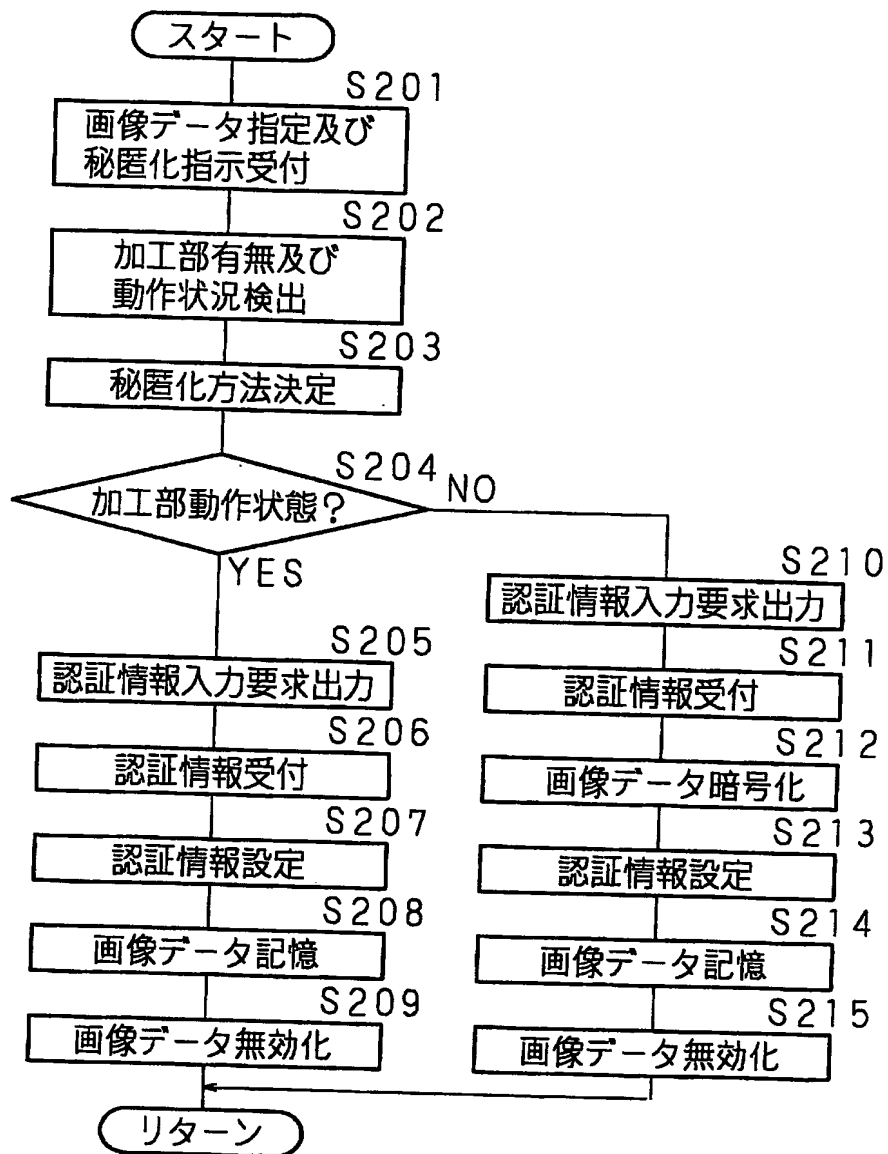 スタート
S201
画像データ指定及び
秘匿化指示受付
S202
加工部有無及び
動作状況検出
S203
秘匿化方法決定
S204
加工部動作状態？
NO
YES
S205
認証情報入力要求出力
S206
認証情報受付
S207
認証情報設定
S208
画像データ記憶
S209
画像データ無効化
S210
認証情報入力要求出力
S211
認証情報受付
S212
画像データ暗号化
S213
認証情報設定
S214
画像データ記憶
S215
画像データ無効化
リターン